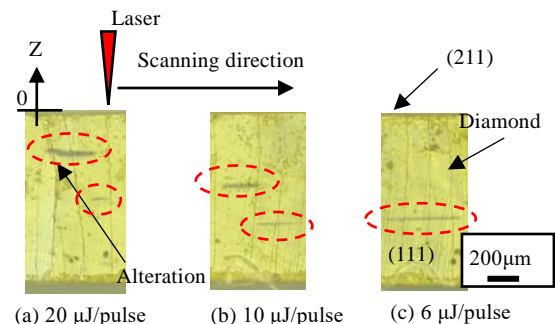 Laser
Z
Scanning direction
0
(211)
Diamond
Alteration
(111)
200μm
(a) 20 μJ/pulse
(b) 10 μJ/pulse
(c) 6 μJ/pulse